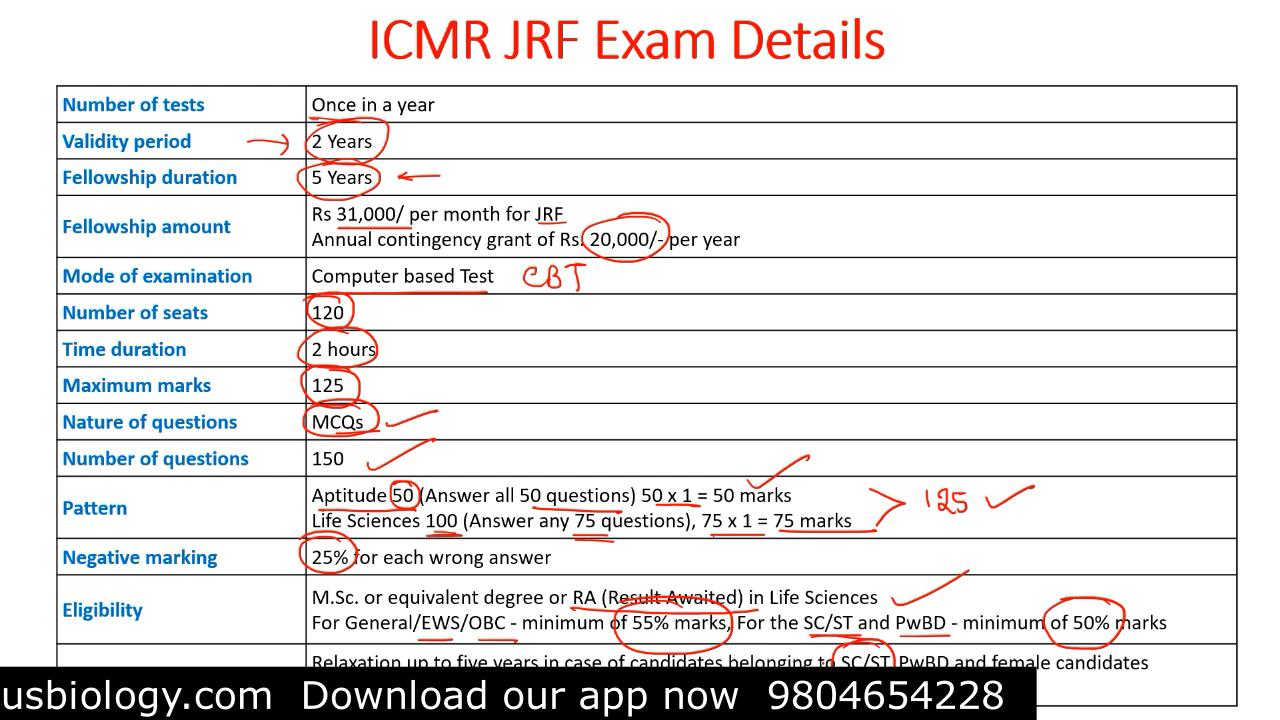 ICMR JRF Exam Details
Number of tests Once in a year
Validity period 2 Years
Fellowship duration 5 Years
Fellowship amount
Rs 31,000/ per month for JRF
Annual contingency grant of Rs. 20,000/- per year
Mode of examination Computer based Test CBT
Number of seats 120
Time duration 2 hours
Maximum marks 125
Nature of questions MCQs
Number of questions 150
Pattern
Aptitude 50 (Answer all 50 questions) 50 x 1 = 50 marks
Life Sciences 100 (Answer any 75 questions), 75 x 1 = 75 marks
125
Negative marking 25% for each wrong answer
Eligibility
M.Sc. or equivalent degree or RA (Result Awaited) in Life Sciences
For General/EWS/OBC - minimum of 55% marks, For the SC/ST and PwBD - minimum of 50% marks
Relaxation up to five years in case of candidates belonging to SC/ST, PwBD and female candidates
usbiology.com Download our app now 9804654228